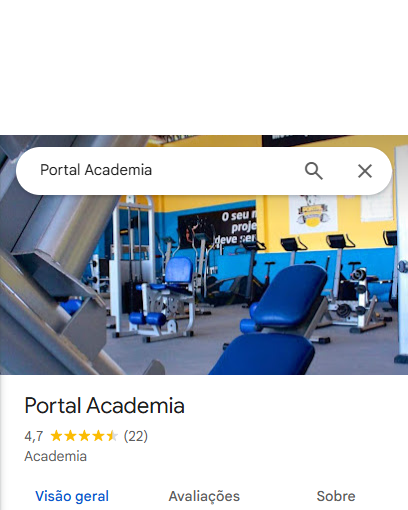 Portal Academia
O seu m
proje
deve ser
Portal Academia
4,7 (22)
Academia
Visão geral Avaliações Sobre